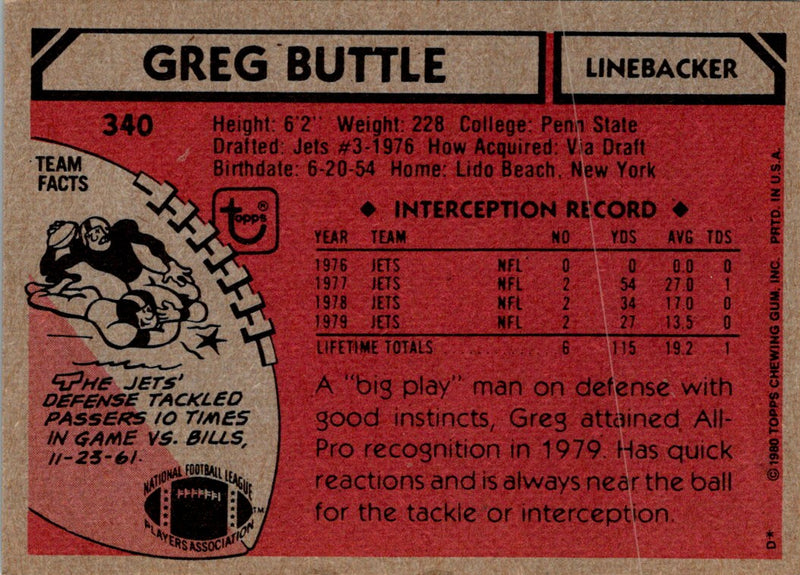 GREG BUTTLE
LINEBACKER
340
Height: 6'2" Weight: 228 College: Penn State
Drafted: Jets #3-1976 How Acquired: Via Draft
Birthdate: 6-20-54 Home: Lido Beach, New York
TEAM
FACTS
topps®
◆ INTERCEPTION RECORD ◆
YEAR TEAM NO YDS AVG TDS
1976 JETS NFL 0 0 0.0 0
1977 JETS NFL 2 54 27.0 1
1978 JETS NFL 2 34 17.0 0
1979 JETS NFL 2 27 13.5 0
LIFETIME TOTALS 6 115 19.2 1
THE JETS'
DEFENSE TACKLED
PASSERS 10 TIMES
IN GAME VS. BILLS,
11-23-61.
A "big play" man on defense with
good instincts, Greg attained All-
Pro recognition in 1979. Has quick
reactions and is always near the ball
for the tackle or interception.
NATIONAL FOOTBALL LEAGUE
PLAYERS ASSOCIATION
TM
© 1980 TOPPS CHEWING GUM, INC. PRTD. IN U.S.A.
D*